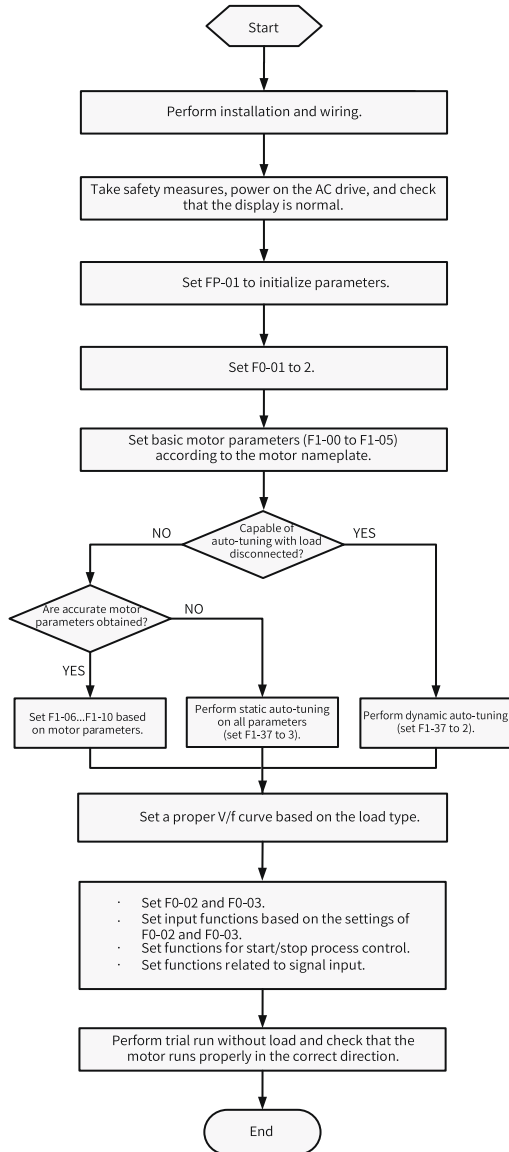 Start
Perform installation and wiring.
Take safety measures, power on the AC drive, and check
that the display is normal.
Set FP-01 to initialize parameters.
Set F0-01 to 2.
Set basic motor parameters (F1-00 to F1-05)
according to the motor nameplate.
Capable of
auto-tuning with load
disconnected?
NO
YES
Are accurate motor
parameters obtained?
NO
YES
Set F1-06...F1-10 based
on motor parameters.
Perform static auto-tuning
on all parameters
(set F1-37 to 3).
Perform dynamic auto-tuning
(set F1-37 to 2).
Set a proper V/f curve based on the load type.
· Set F0-02 and F0-03.
· Set input functions based on the settings of
F0-02 and F0-03.
· Set functions for start/stop process control.
· Set functions related to signal input.
Perform trial run without load and check that the
motor runs properly in the correct direction.
End